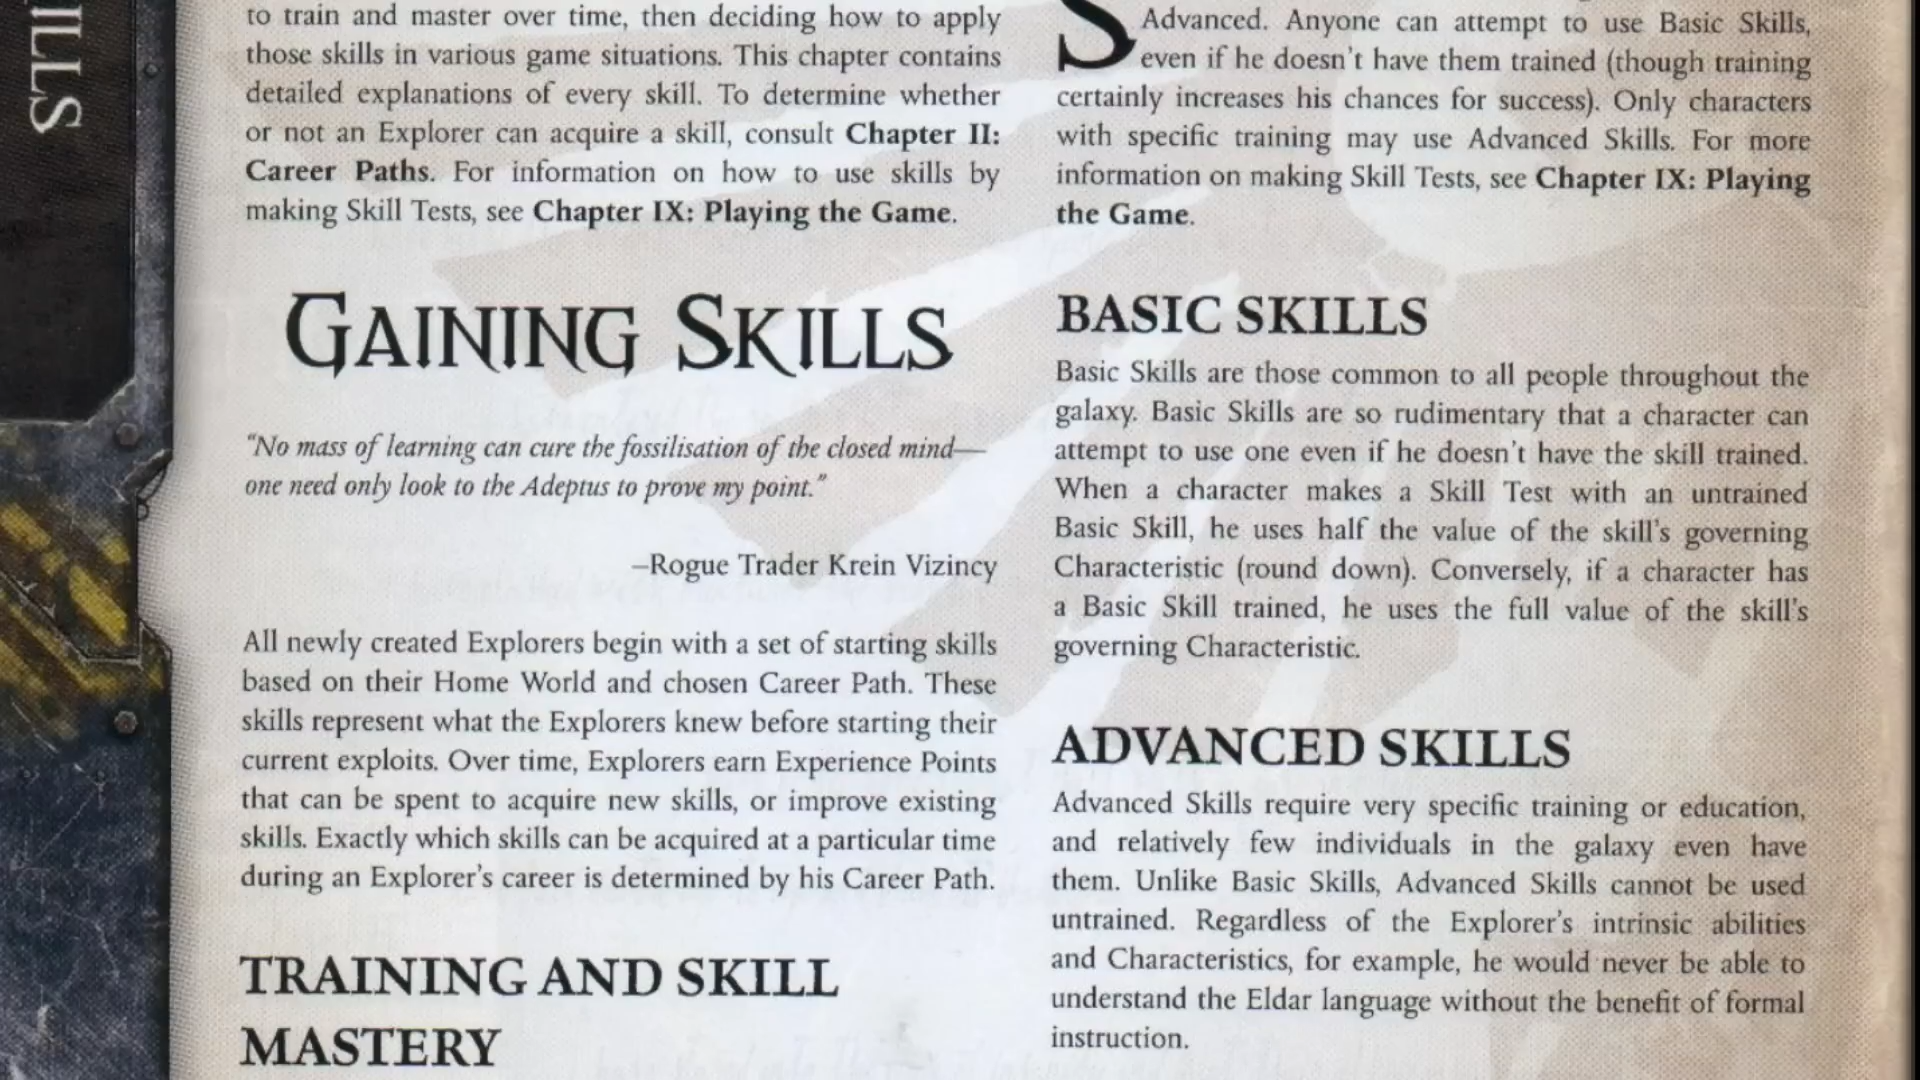 ILLS
to train and master over time, then deciding how to apply
those skills in various game situations. This chapter contains
detailed explanations of every skill. To determine whether
or not an Explorer can acquire a skill, consult Chapter II:
Career Paths. For information on how to use skills by
making Skill Tests, see Chapter IX: Playing the Game.
GAINING SKILLS
"No mass of learning can cure the fossilisation of the closed mind—
one need only look to the Adeptus to prove my point."
–Rogue Trader Krein Vizincy
All newly created Explorers begin with a set of starting skills
based on their Home World and chosen Career Path. These
skills represent what the Explorers knew before starting their
current exploits. Over time, Explorers earn Experience Points
that can be spent to acquire new skills, or improve existing
skills. Exactly which skills can be acquired at a particular time
during an Explorer's career is determined by his Career Path.
TRAINING AND SKILL
MASTERY
S
Advanced. Anyone can attempt to use Basic Skills,
even if he doesn't have them trained (though training
certainly increases his chances for success). Only characters
with specific training may use Advanced Skills. For more
information on making Skill Tests, see Chapter IX: Playing
the Game.
BASIC SKILLS
Basic Skills are those common to all people throughout the
galaxy. Basic Skills are so rudimentary that a character can
attempt to use one even if he doesn't have the skill trained.
When a character makes a Skill Test with an untrained
Basic Skill, he uses half the value of the skill's governing
Characteristic (round down). Conversely, if a character has
a Basic Skill trained, he uses the full value of the skill's
governing Characteristic.
ADVANCED SKILLS
Advanced Skills require very specific training or education,
and relatively few individuals in the galaxy even have
them. Unlike Basic Skills, Advanced Skills cannot be used
untrained. Regardless of the Explorer's intrinsic abilities
and Characteristics, for example, he would never be able to
understand the Eldar language without the benefit of formal
instruction.